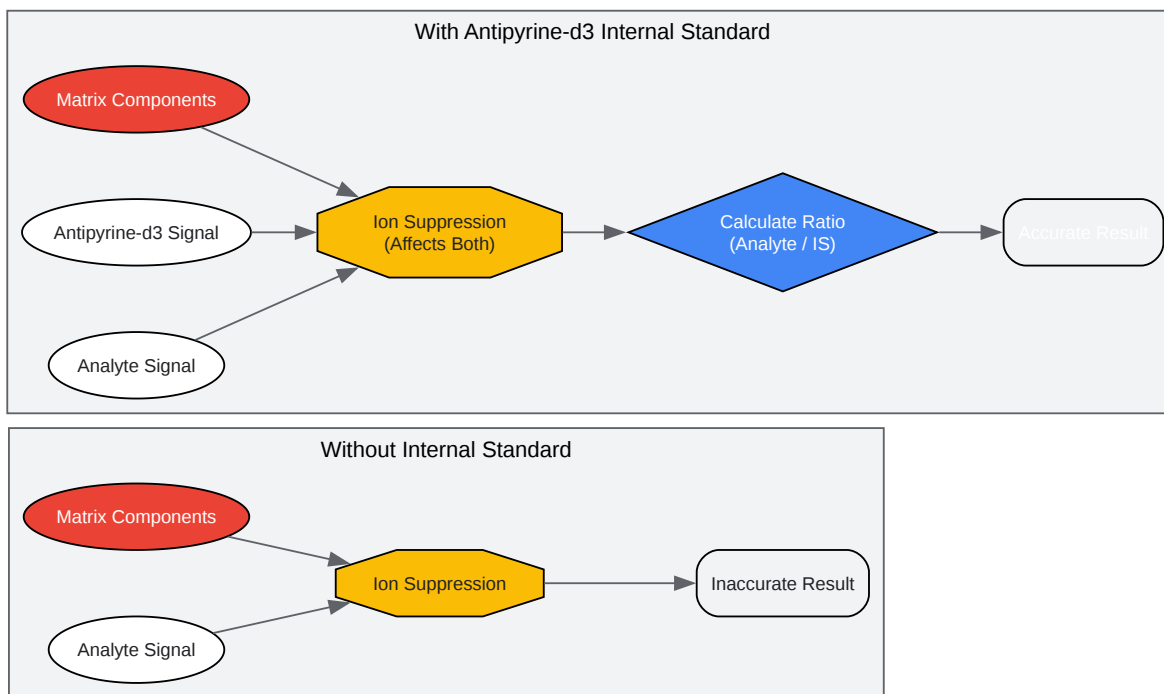 With Antipyrine-d3 Internal Standard
Matrix Components
Antipyrine-d3 Signal
Analyte Signal
Ion Suppression
(Affects Both)
Calculate Ratio
(Analyte / IS)
Accurate Result
Without Internal Standard
Matrix Components
Analyte Signal
Ion Suppression
Inaccurate Result